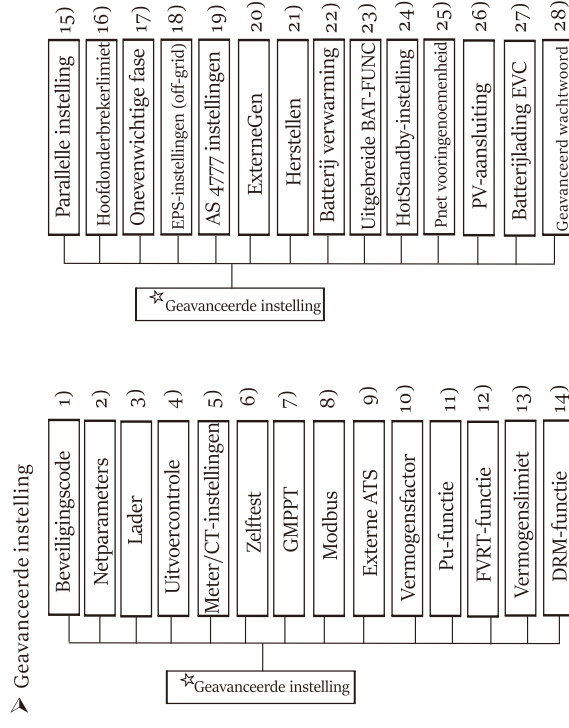 ➤ Geavanceerde instelling
☆Geavanceerde instelling
Beveiligingscode 1)
Netparameters 2)
Lader 3)
Uitvoercontrole 4)
Meter/CT-instellingen 5)
Zelftest 6)
GMPPT 7)
Modbus 8)
Externe ATS 9)
Vermogensfactor 10)
Pu-functie 11)
FVRT-functie 12)
Vermogenslimiet 13)
DRM-functie 14)
☆Geavanceerde instelling
Parallelle instelling 15)
Hoofdonderbrekerlimiet 16)
Onevenwichtige fase 17)
EPS-instellingen (off-grid) 18)
AS 4777 instellingen 19)
ExterneGen 20)
Herstellen 21)
Batterij verwarming 22)
Uitgebreide BAT-FUNC 23)
HotStandby-instelling 24)
Pnet vooringenoemenheid 25)
PV-aansluiting 26)
Batterijlading EVC 27)
Geavanceerd wachtwoord 28)